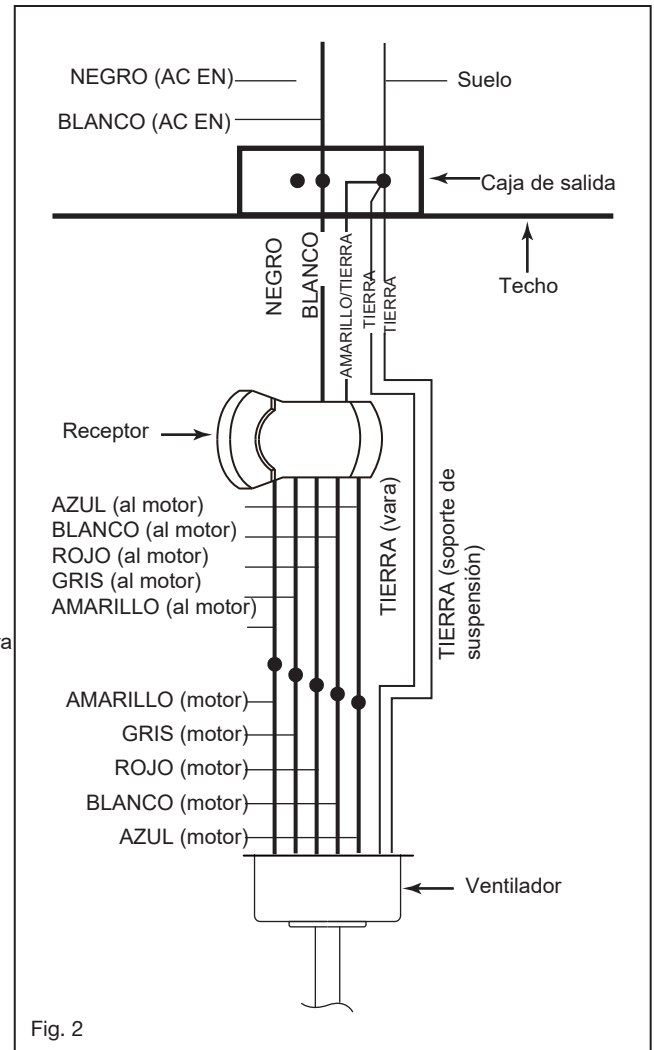 NEGRO (AC EN)
Suelo
BLANCO (AC EN)
Caja de salida
Techo
NEGRO
BLANCO
AMARILLO/TIERRA
TIERRA
TIERRA
Receptor
AZUL (al motor)
BLANCO (al motor)
ROJO (al motor)
GRIS (al motor)
AMARILLO (al motor)
TIERRA (vara)
TIERRA (soporte de
suspensión)
ra
AMARILLO (motor)
GRIS (motor)
ROJO (motor)
BLANCO (motor)
AZUL (motor)
Ventilador
Fig. 2